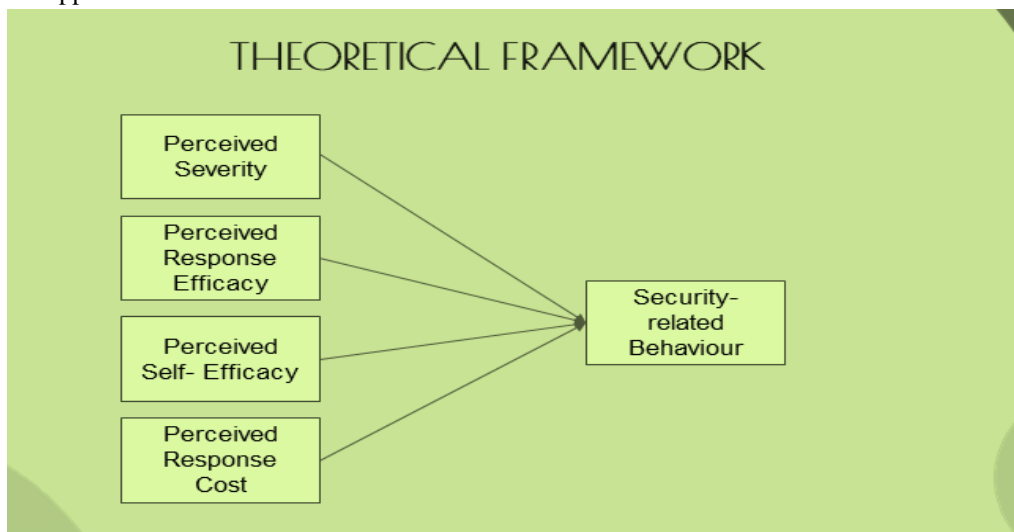 THEORETICAL FRAMEWORK
Perceived
Severity
Perceived
Response
Efficacy
Perceived
Self- Efficacy
Perceived
Response
Cost
Security-
related
Behaviour